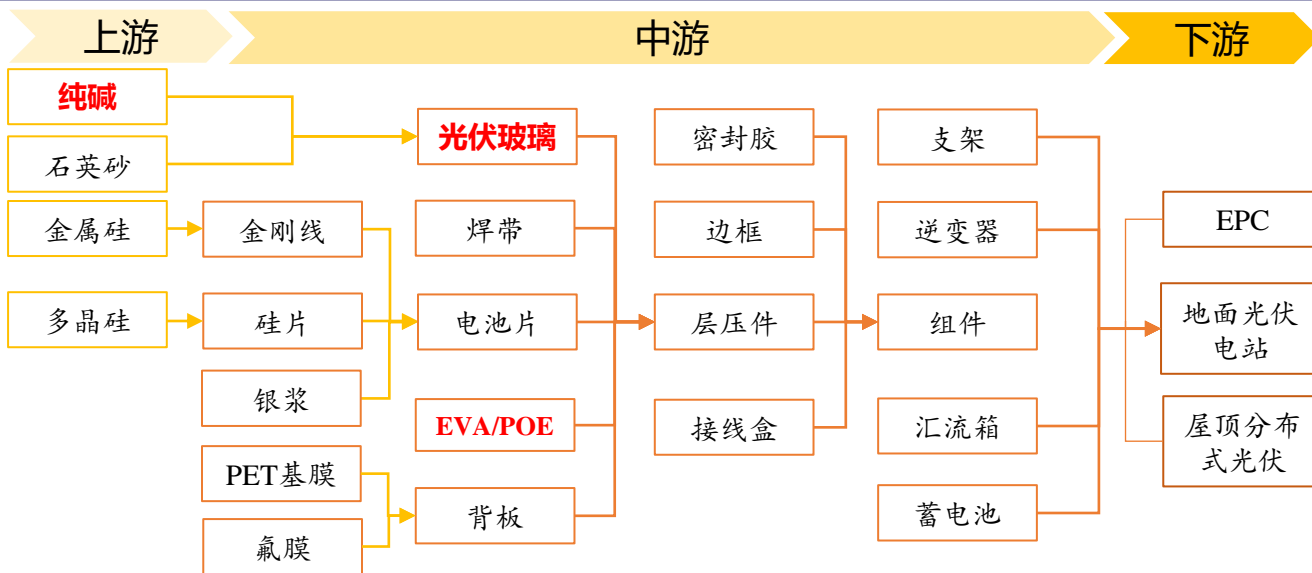 上游
中游
下游
纯碱
石英砂
金属硅
多晶硅
金刚线
硅片
银浆
PET基膜
氟膜
光伏玻璃
焊带
电池片
EVA/POE
背板
密封胶
边框
层压件
接线盒
支架
逆变器
组件
汇流箱
蓄电池
EPC
地面光伏
电站
屋顶分布
式光伏